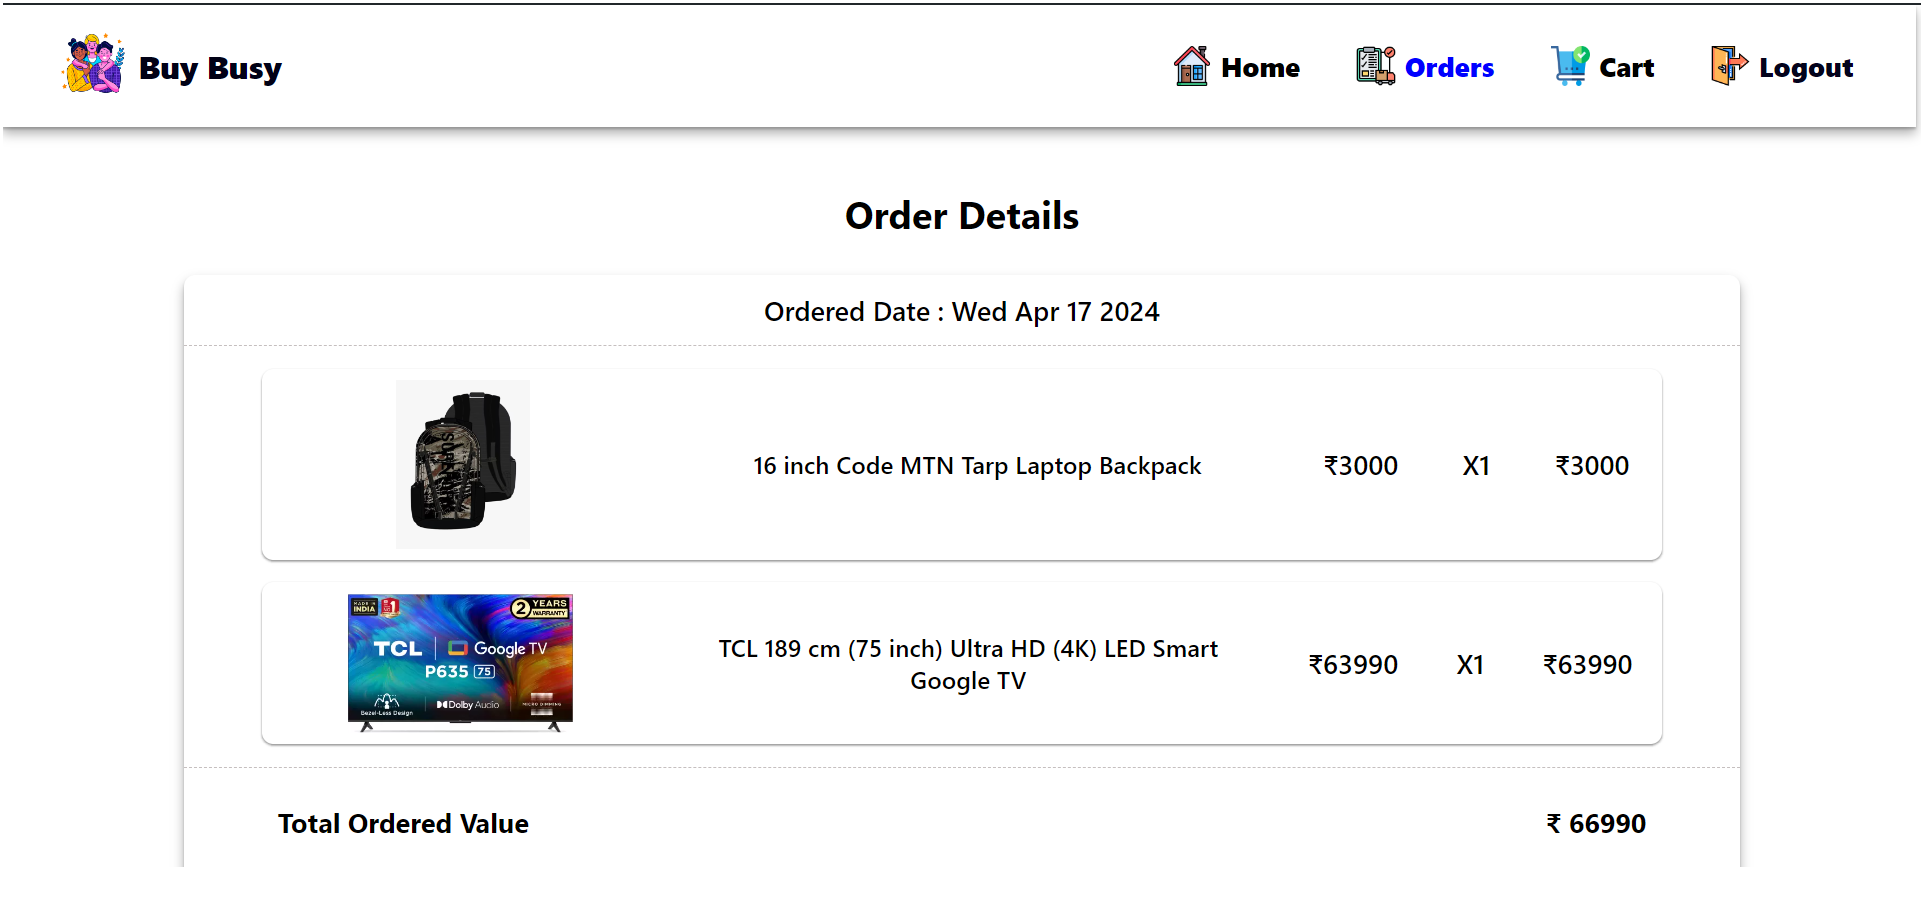 Buy Busy
Home
Orders
Cart
Logout
Order Details
Ordered Date : Wed Apr 17 2024
16 inch Code MTN Tarp Laptop Backpack
₹3000
X1
₹3000
MADE IN
INDIA
1
2 YEARS
WARRANTY
TCL
Google TV
P635 75
Bezel-Less Design
Dolby Audio
MICRO DIMMING
TCL 189 cm (75 inch) Ultra HD (4K) LED Smart
Google TV
₹63990
X1
₹63990
Total Ordered Value
₹ 66990